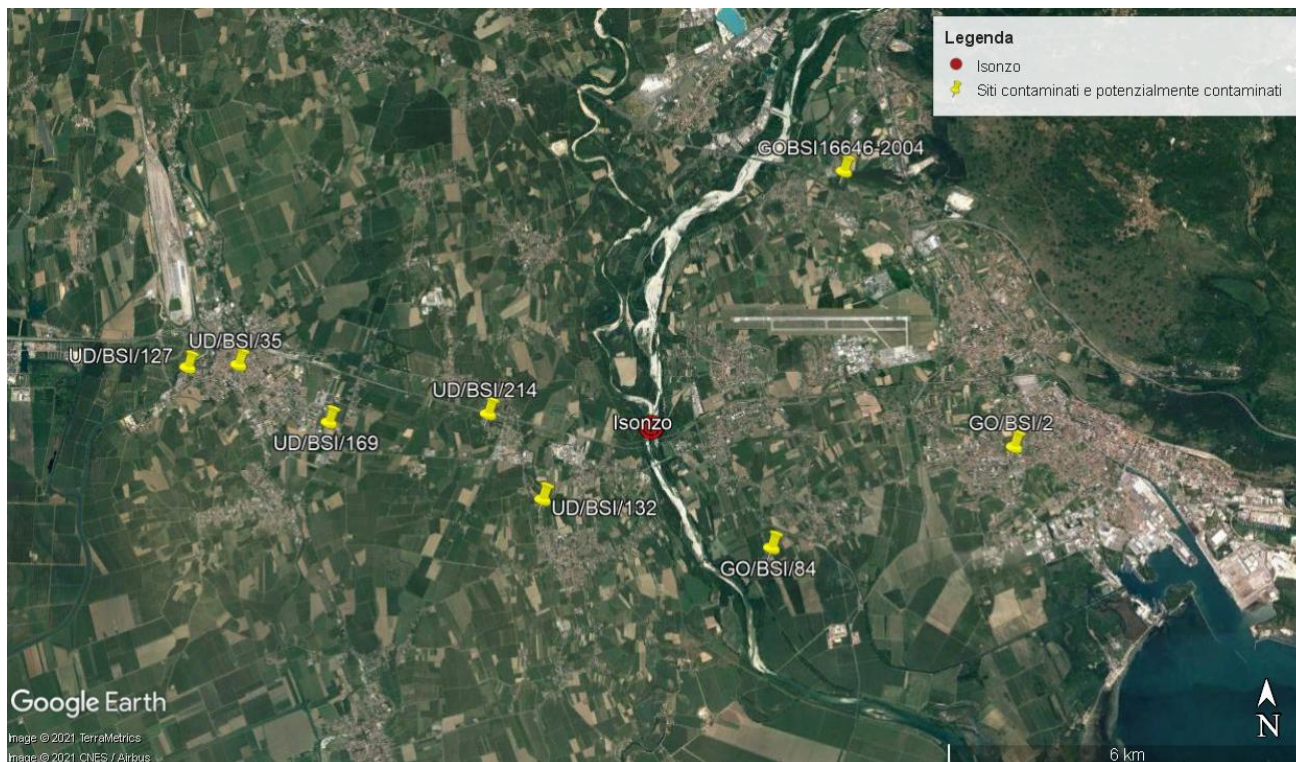 Legenda
Isonzo
Siti contaminati e potenzialmente contaminati
GOBSI16646-2004
UD/BSI/35
UD/BSI/127
UD/BSI/214
UD/BSI/169
Isonzo
GO/BSI/2
UD/BSI/132
GO/BSI/84
Google Earth
Image © 2021 TerraMetrics
Image © 2021 CNES / Airbus
N
6 km